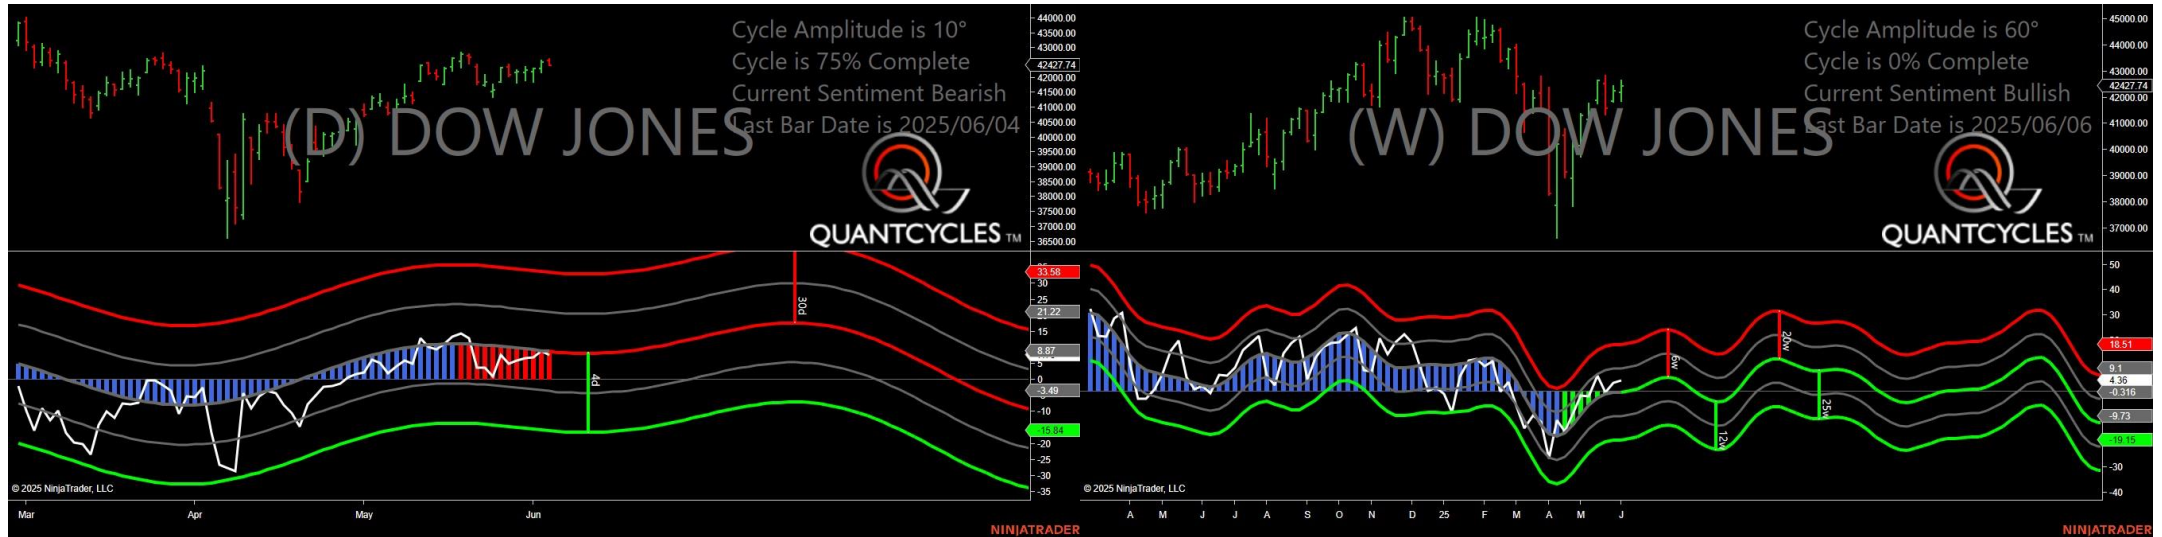 Cycle Amplitude is 10°
Cycle is 75% Complete
Current Sentiment Bearish
Last Bar Date is 2025/06/04
(D) DOW JONES
QUANTCYCLES TM
44000.00
43500.00
43000.00
42427.74
42000.00
41500.00
41000.00
40500.00
40000.00
39500.00
39000.00
38500.00
38000.00
37500.00
37000.00
36500.00
30d
4d
33.58
30
25
21.22
15
8.87
5
0
-3.49
-10
-15.84
-20
-25
-30
-35
© 2025 NinjaTrader, LLC
Mar Apr May Jun
NINJATRADER
Cycle Amplitude is 60°
Cycle is 0% Complete
Current Sentiment Bullish
Last Bar Date is 2025/06/06
(W) DOW JONES
QUANTCYCLES TM
45000.00
44000.00
43000.00
42427.74
42000.00
41000.00
40000.00
39000.00
38000.00
37000.00
6w
20w
12w
25w
50
40
30
18.51
9.1
4.36
-0.316
-9.73
-19.15
-30
-40
© 2025 NinjaTrader, LLC
A M J J A S O N D 25 F M A M J
NINJATRADER